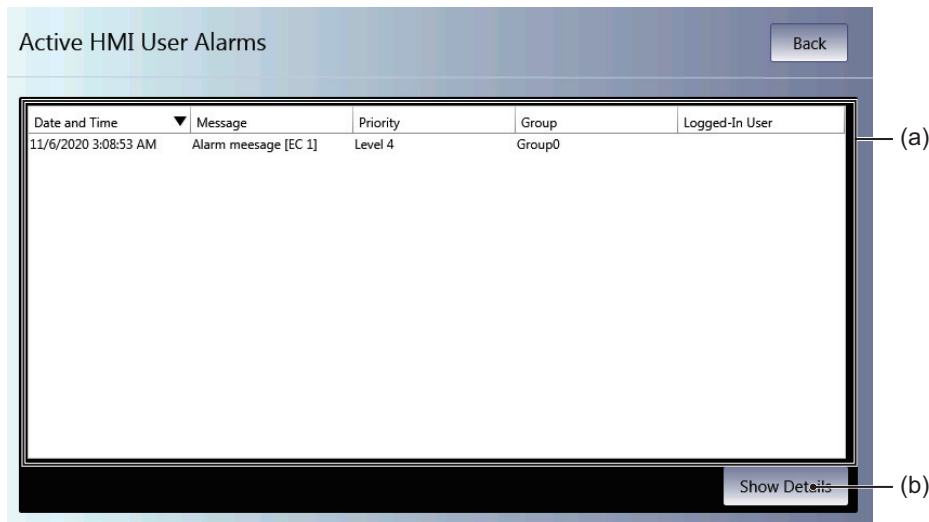 Active HMI User Alarms
Back
Date and Time Message Priority Group Logged-In User
11/6/2020 3:08:53 AM Alarm meesage [EC 1] Level 4 Group0
(a)
Show Details
(b)